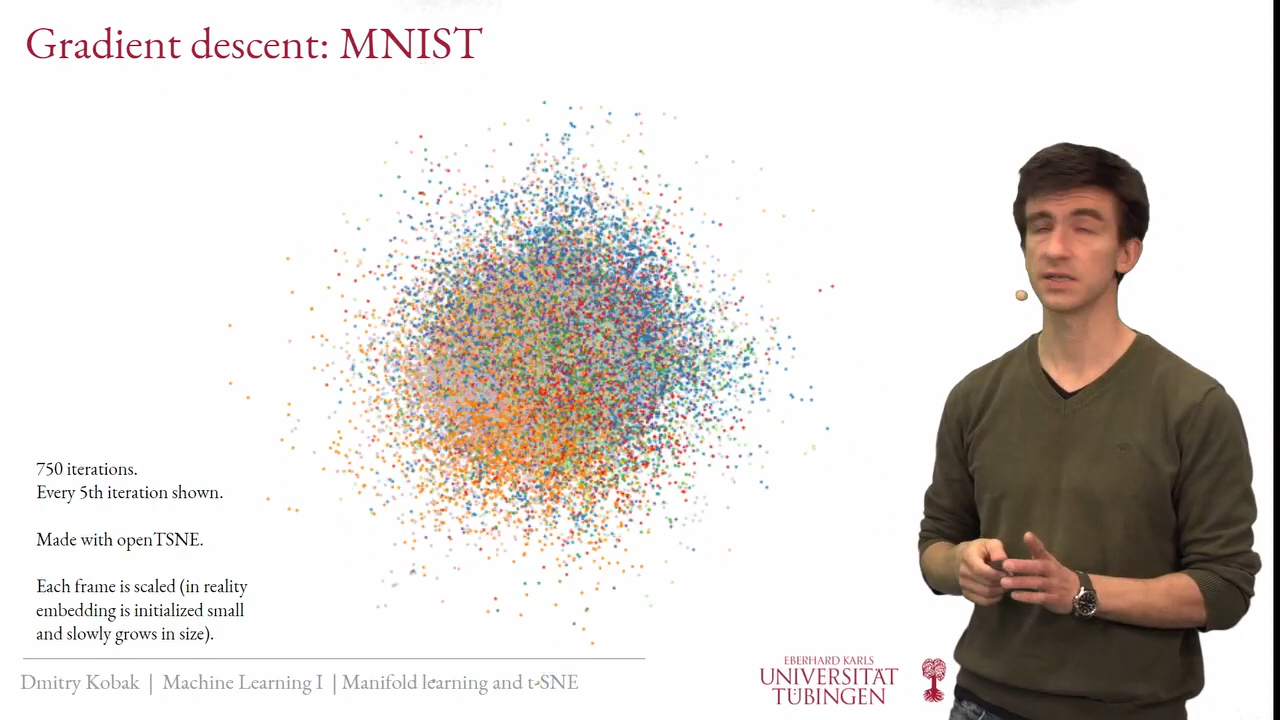 Gradient descent: MNIST
750 iterations.
Every 5th iteration shown.
Made with openTSNE.
Each frame is scaled (in reality
embedding is initialized small
and slowly grows in size).
Dmitry Kobak | Machine Learning I | Manifold learning and t-SNE
EBERHARD KARLS
UNIVERSITÄT
TÜBINGEN